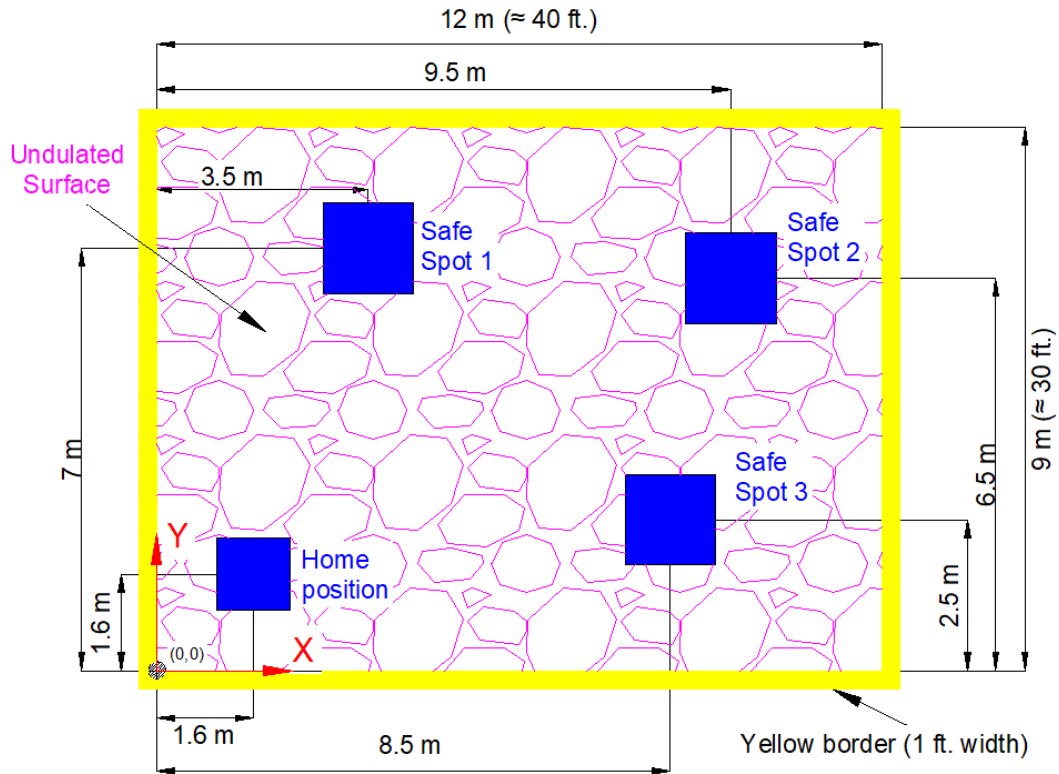 12 m (≈ 40 ft.)
9.5 m
Undulated
Surface
3.5 m
Safe
Spot 1
Safe
Spot 2
7 m
9 m (≈ 30 ft.)
6.5 m
Safe
Spot 3
Y
Home
position
2.5 m
1.6 m
(0,0)
X
1.6 m
8.5 m
Yellow border (1 ft. width)